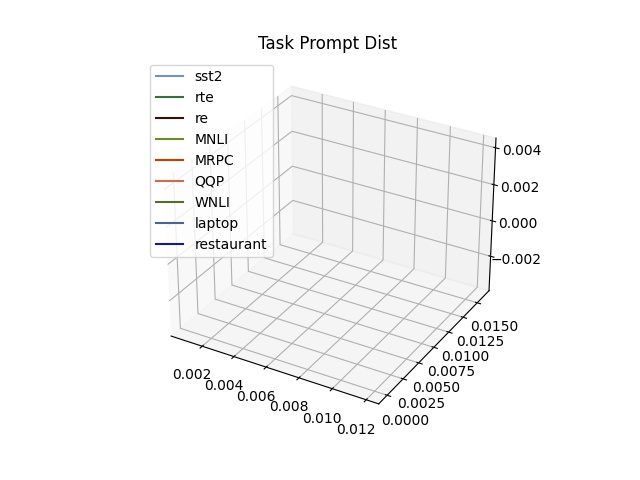 Task Prompt Dist
sst2
rte
re
MNLI
MRPC
QQP
WNLI
laptop
restaurant
0.004
0.002
0.000
−0.002
0.0150
0.0125
0.0100
0.0075
0.0050
0.0025
0.0000
0.002
0.004
0.006
0.008
0.010
0.012